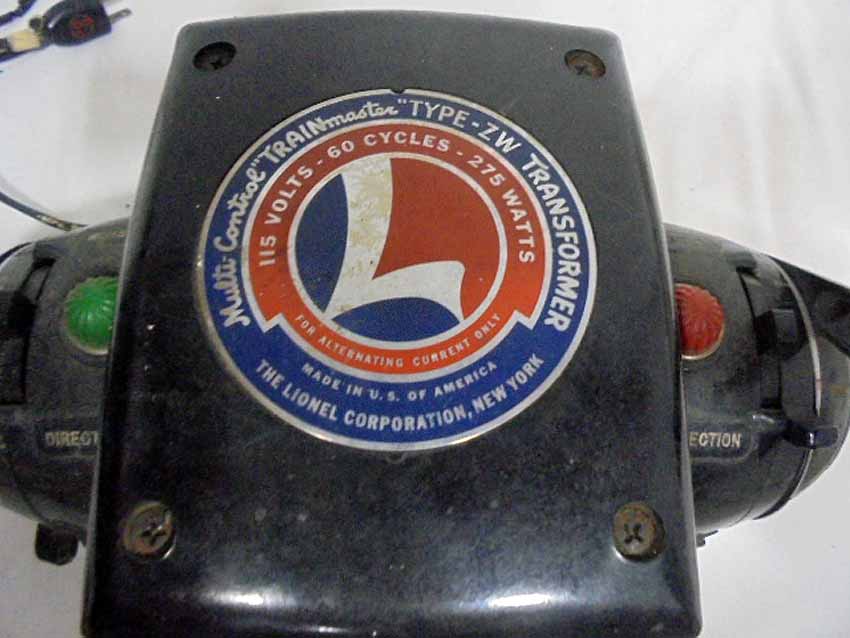 Multi-Control "TRAINmaster" TYPE-ZW TRANSFORMER
115 VOLTS - 60 CYCLES - 275 WATTS
L
FOR ALTERNATING CURRENT ONLY
MADE IN U.S. OF AMERICA
THE LIONEL CORPORATION, NEW YORK
DIRECT
ECTION